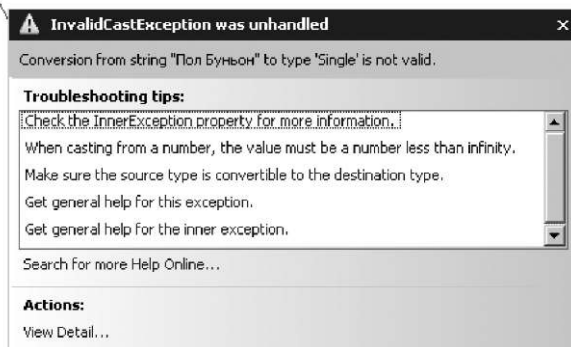 InvalidCastException was unhandled
Conversion from string "Пол Буньон" to type 'Single' is not valid.
Troubleshooting tips:
Check the InnerException property for more information.
When casting from a number, the value must be a number less than infinity.
Make sure the source type is convertible to the destination type.
Get general help for this exception.
Get general help for the inner exception.
Search for more Help Online...
Actions:
View Detail...